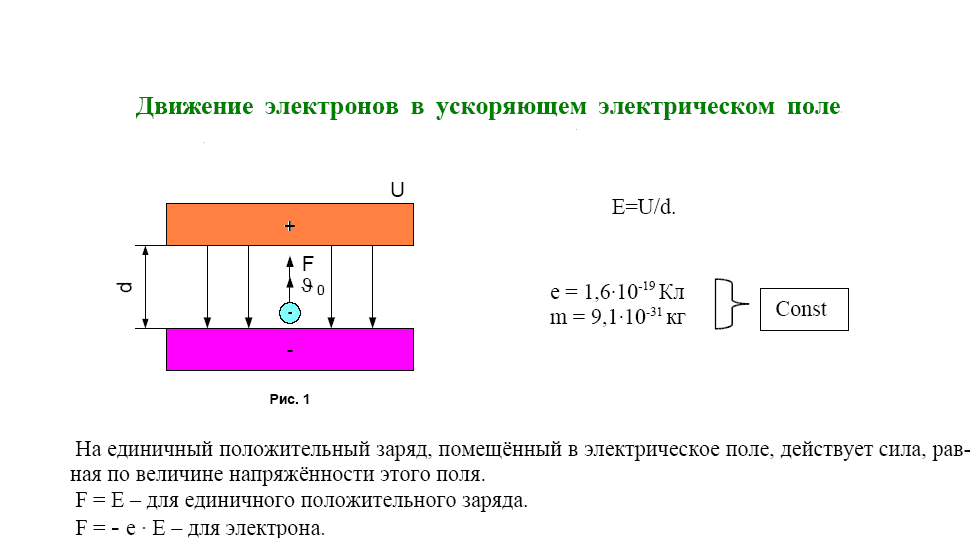 Движение электронов в ускоряющем электрическом поле
U
+
E=U/d.
F
ϑ 0
d
-
e = 1,6·10⁻¹⁹ Кл
m = 9,1·10⁻³¹ кг
Const
-
Рис. 1
На единичный положительный заряд, помещённый в электрическое поле, действует сила, рав-
ная по величине напряжённости этого поля.
F = E – для единичного положительного заряда.
F = - e · E – для электрона.